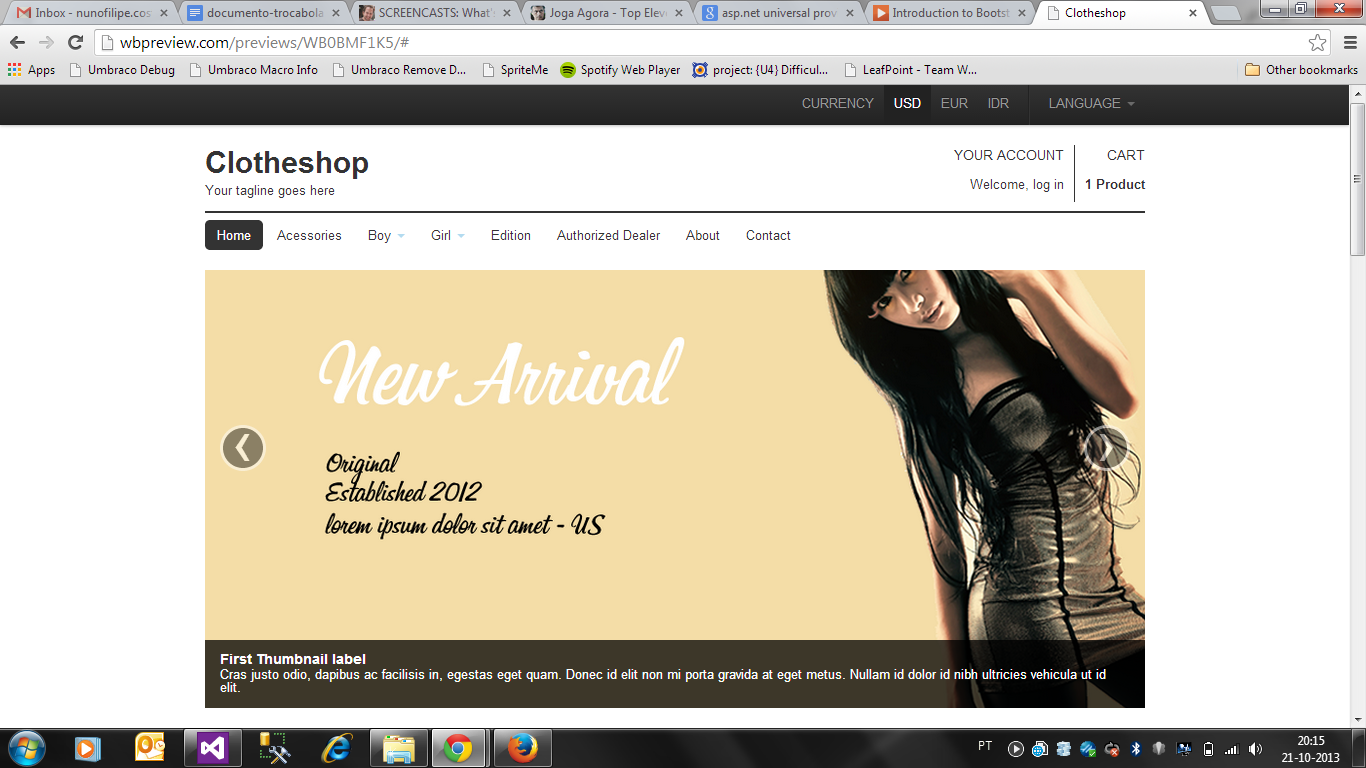 Inbox - nunofilipe.cos
documento-trocabola
SCREENCASTS: What's
Joga Agora - Top Elev
asp.net universal prov
Introduction to Bootst
Clotheshop
wbpreview.com/previews/WB0BMF1K5/#
Apps
Umbraco Debug
Umbraco Macro Info
Umbraco Remove D...
SpriteMe
Spotify Web Player
project: {U4} Difficul...
LeafPoint - Team W...
Other bookmarks
CURRENCY USD EUR IDR LANGUAGE
Clotheshop
Your tagline goes here
YOUR ACCOUNT
Welcome, log in
CART
1 Product
Home Acessories Boy Girl Edition Authorized Dealer About Contact
New Arrival
Original
Established 2012
lorem ipsum dolor sit amet - US
First Thumbnail label
Cras justo odio, dapibus ac facilisis in, egestas eget quam. Donec id elit non mi porta gravida at eget metus. Nullam id dolor id nibh ultricies vehicula ut id
elit.
PT
20:15
21-10-2013